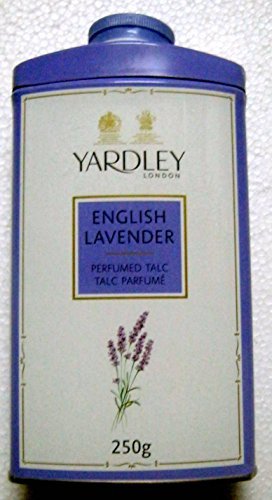 YARDLEY
LONDON
ENGLISH
LAVENDER
PERFUMED TALC
TALC PARFUMÉ
250g